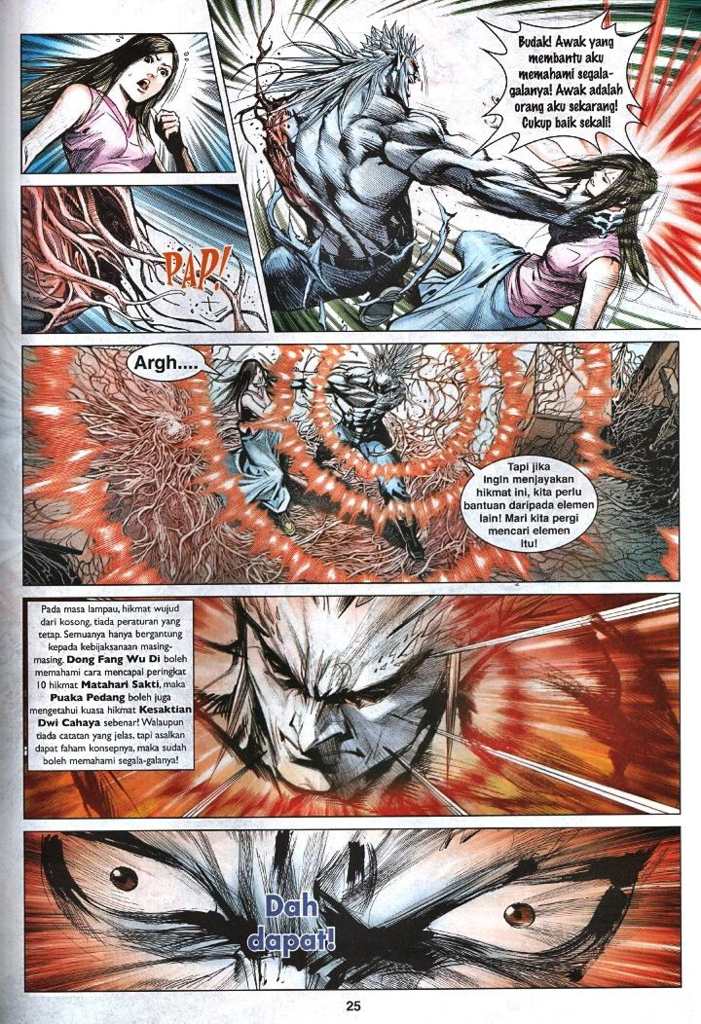 Budak! Awak yang
membantu aku
memahami segala-
galanya! Awak adalah
orang aku sekarang!
Cukup baik sekali!
PAP!
Argh....
Tapi jika
Ingin menjayakan
hikmat ini, kita perlu
bantuan daripada elemen
lain! Mari kita pergi
mencari elemen
Itu!
Pada masa lampau, hikmat wujud
dari kosong, tiada peraturan yang
tetap. Semuanya hanya bergantung
kepada kebijaksanaan masing-
masing. Dong Fang Wu Di boleh
memahami cara mencapai peringkat
10 hikmat Matahari Sakti, maka
Puaka Pedang boleh juga
mengetahui kuasa hikmat Kesaktian
Dwi Cahaya sebenar! Walaupun
tiada catatan yang jelas, tapi asalkan
dapat faham konsepnya, maka sudah
boleh memahami segala-galanya!
Dah
dapat!
25